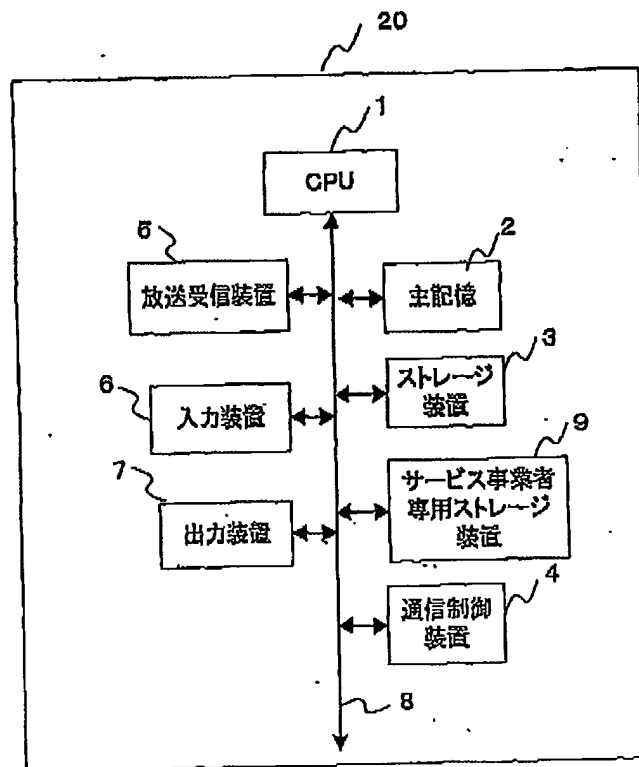 20
1
CPU
5
放送受信装置
2
主記憶
3
ストレージ
装置
6
入力装置
9
サービス事業者
専用ストレージ
装置
7
出力装置
4
通信制御
装置
8